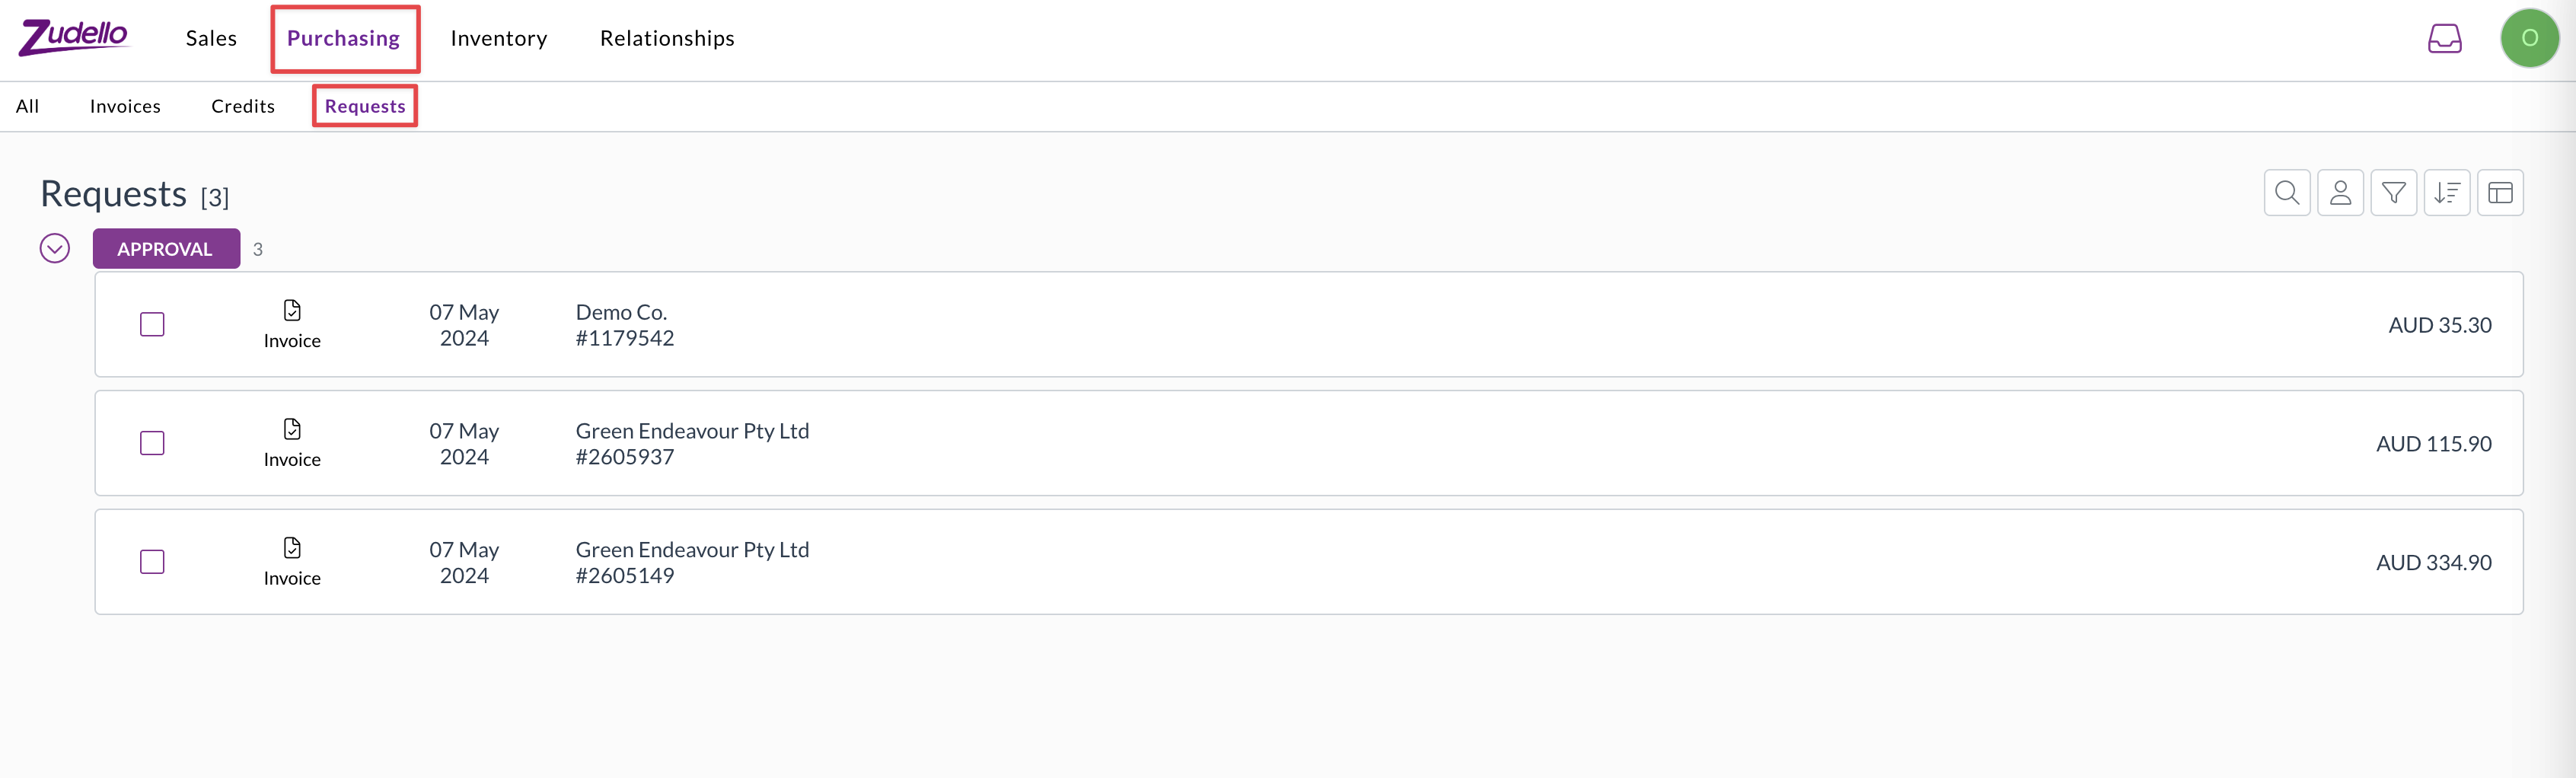 Zudello
Sales Purchasing Inventory Relationships
O
All Invoices Credits Requests
Requests [3]
APPROVAL 3
Invoice
07 May
2024
Demo Co.
#1179542
AUD 35.30
Invoice
07 May
2024
Green Endeavour Pty Ltd
#2605937
AUD 115.90
Invoice
07 May
2024
Green Endeavour Pty Ltd
#2605149
AUD 334.90